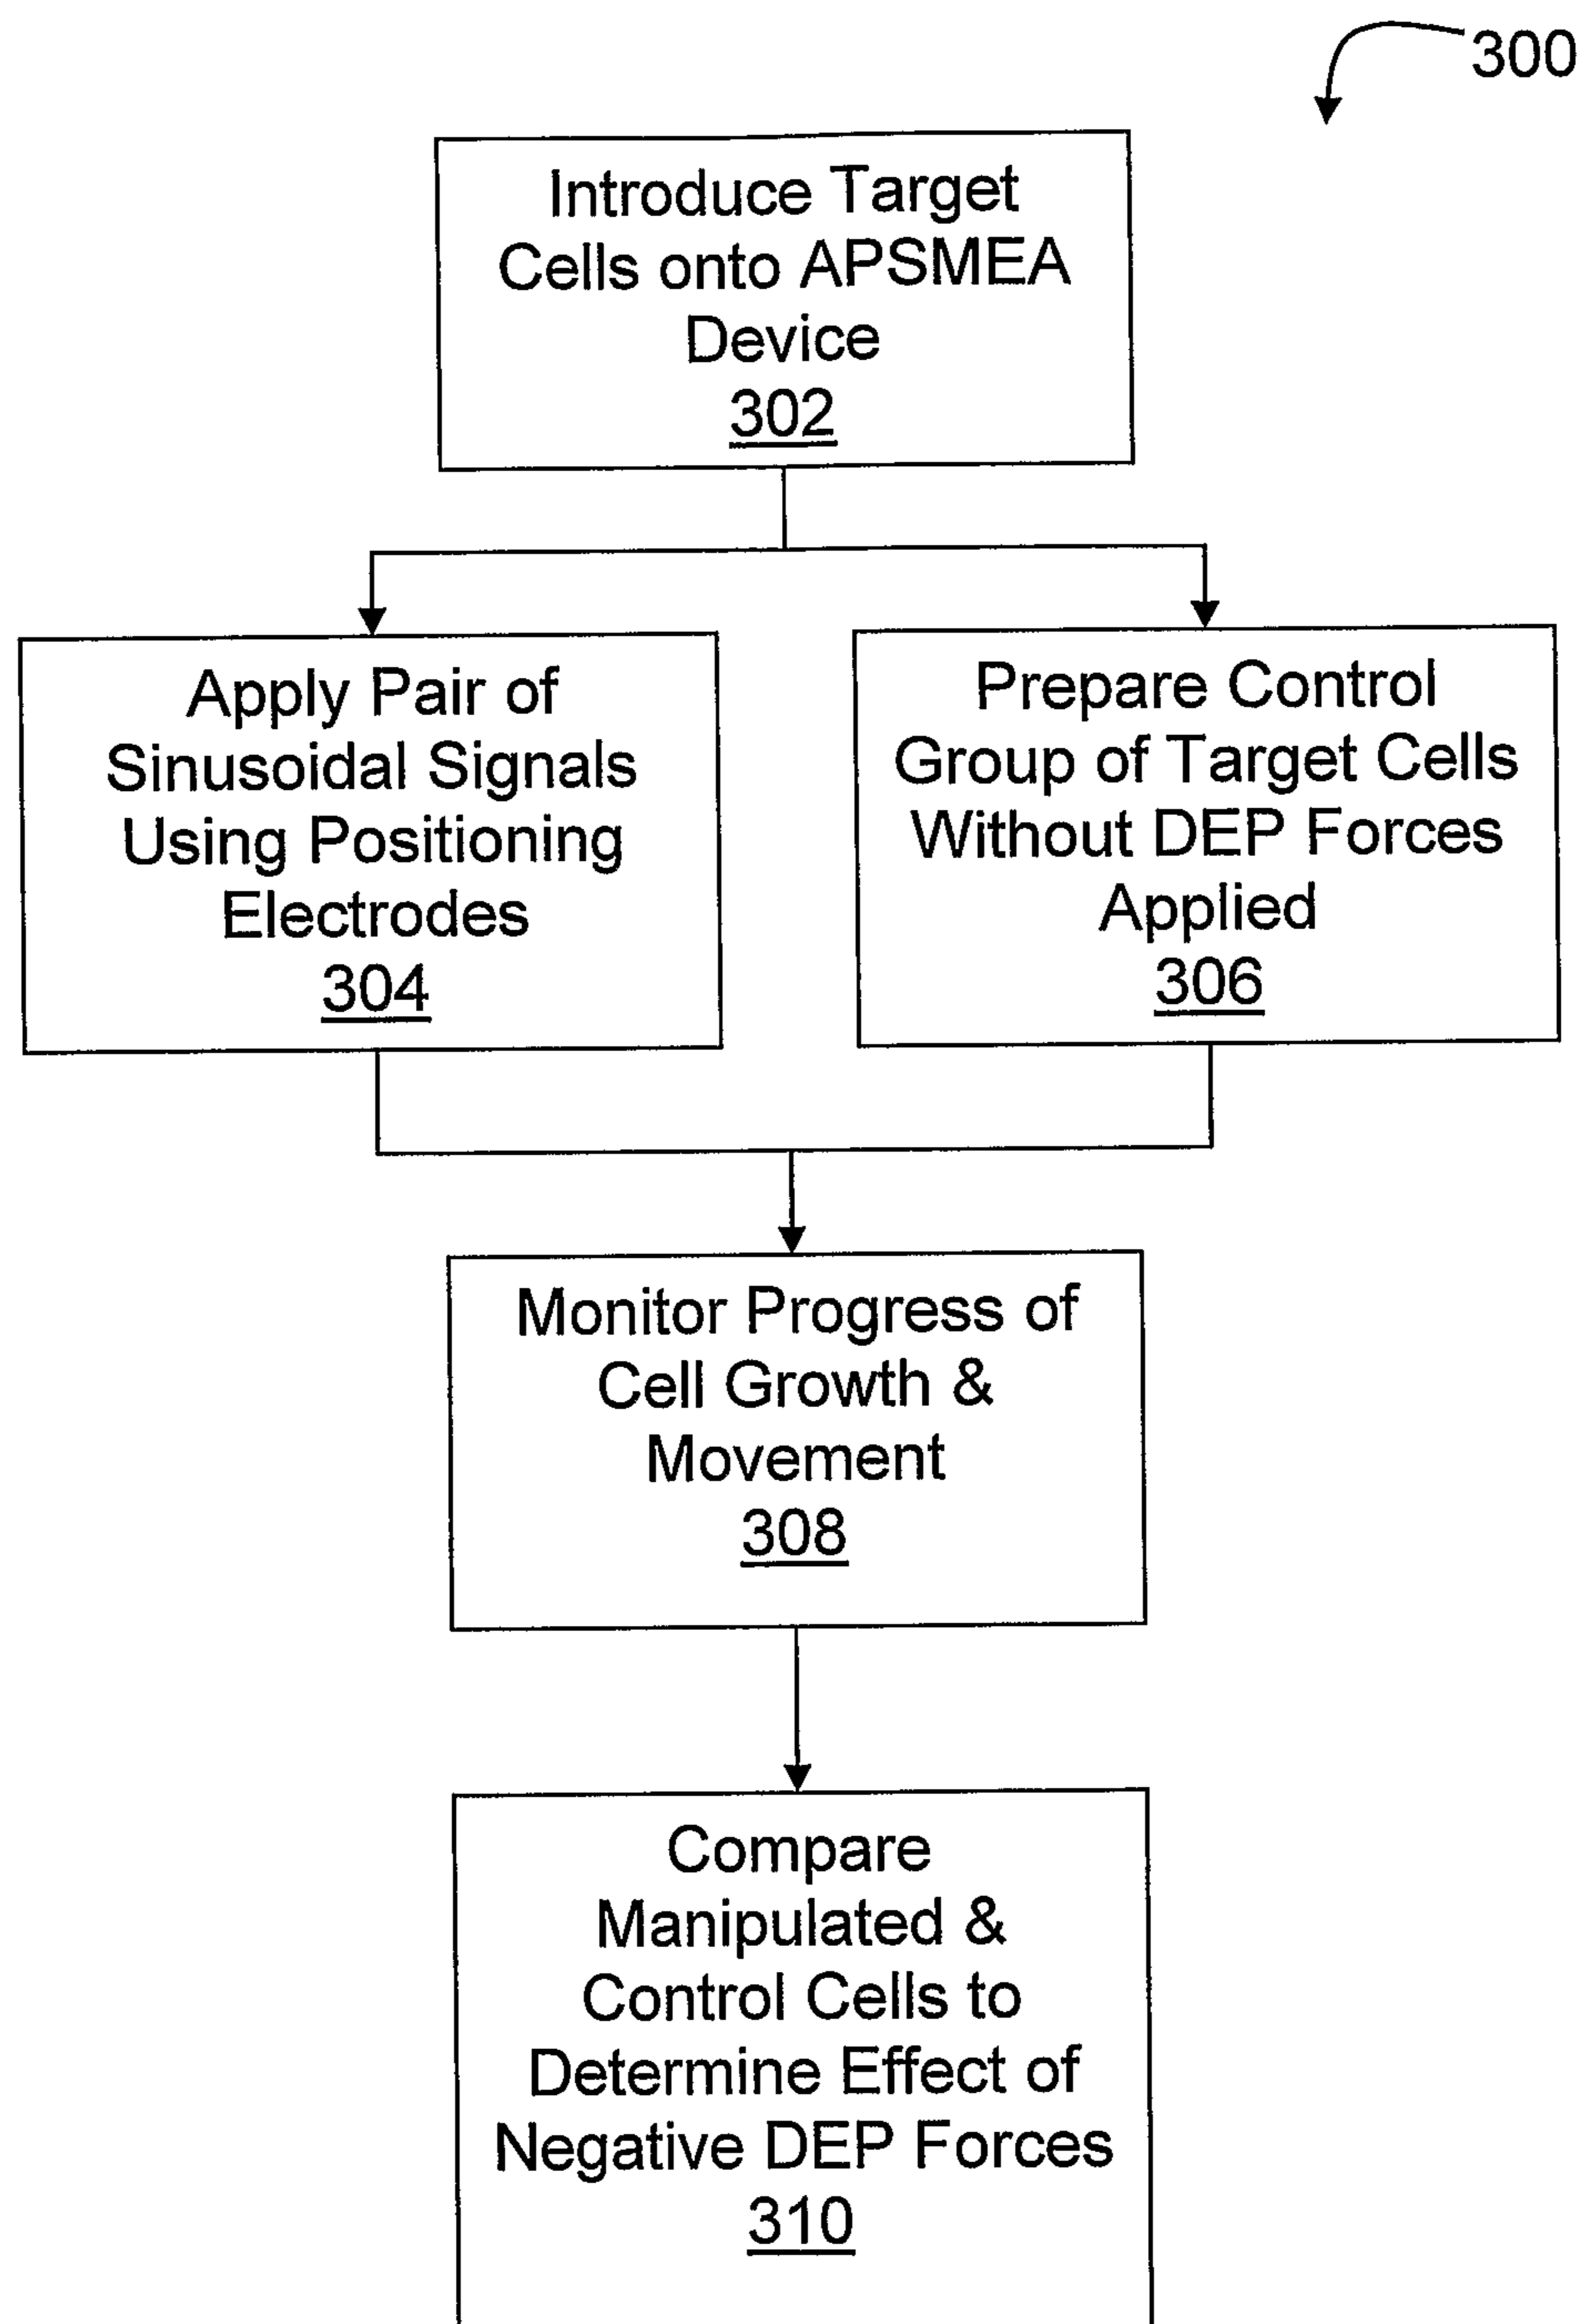 300
Introduce Target
Cells onto APSMEA
Device
302
Apply Pair of
Sinusoidal Signals
Using Positioning
Electrodes
304
Prepare Control
Group of Target Cells
Without DEP Forces
Applied
306
Monitor Progress of
Cell Growth &
Movement
308
Compare
Manipulated &
Control Cells to
Determine Effect of
Negative DEP Forces
310